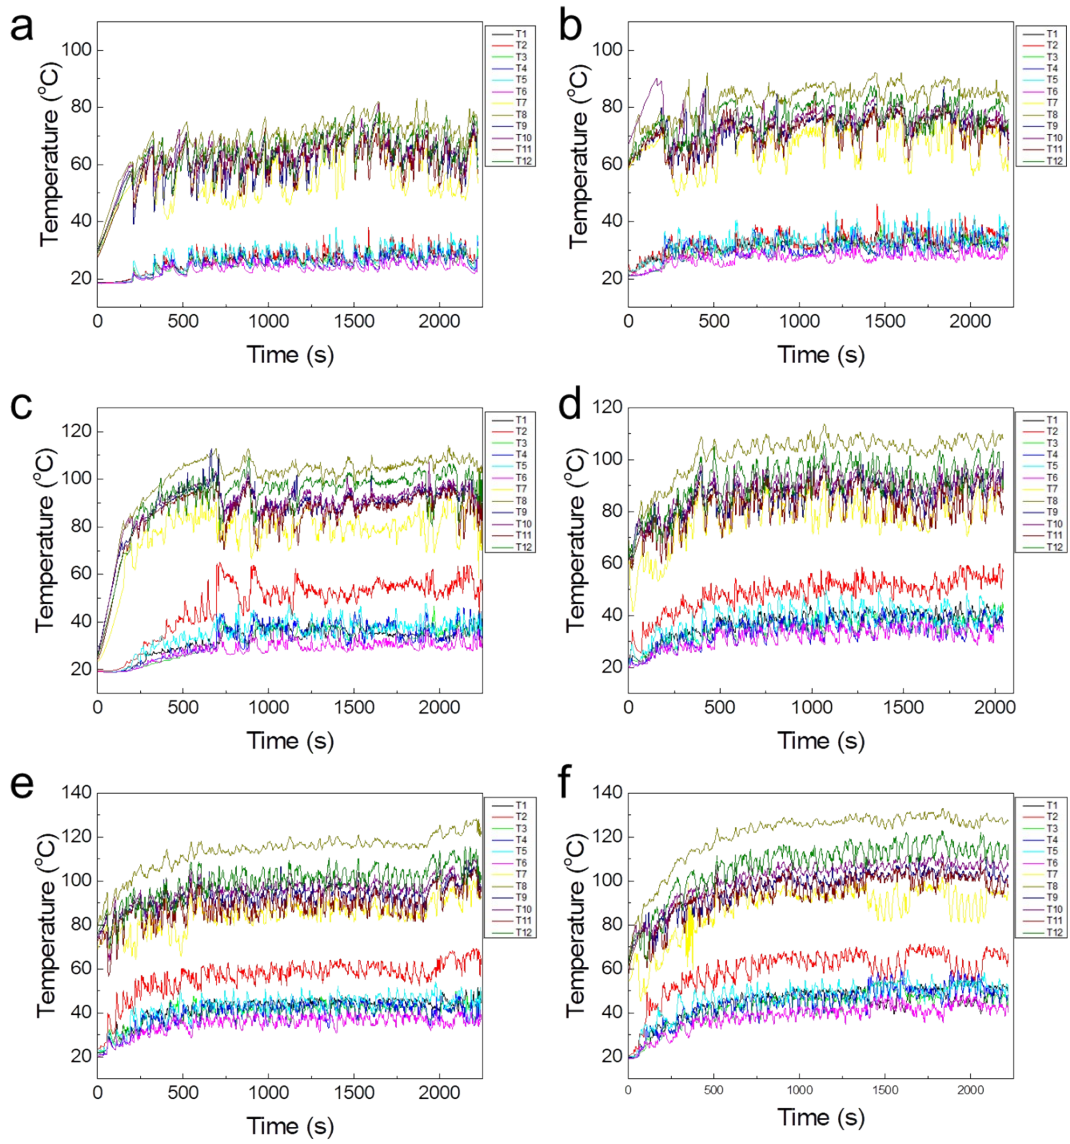 a
100
80
60
40
20
Temperature (°C)
0 500 1000 1500 2000
Time (s)
T1
T2
T3
T4
T5
T6
T7
T8
T9
T10
T11
T12
b
100
80
60
40
20
Temperature (°C)
0 500 1000 1500 2000
Time (s)
T1
T2
T3
T4
T5
T6
T7
T8
T9
T10
T11
T12
c
120
100
80
60
40
20
Temperature (°C)
0 500 1000 1500 2000
Time (s)
T1
T2
T3
T4
T5
T6
T7
T8
T9
T10
T11
T12
d
120
100
80
60
40
20
Temperature (°C)
0 500 1000 1500 2000
Time (s)
T1
T2
T3
T4
T5
T6
T7
T8
T9
T10
T11
T12
e
140
120
100
80
60
40
20
Temperature (°C)
0 500 1000 1500 2000
Time (s)
T1
T2
T3
T4
T5
T6
T7
T8
T9
T10
T11
T12
f
140
120
100
80
60
40
20
Temperature (°C)
0 500 1000 1500 2000
Time (s)
T1
T2
T3
T4
T5
T6
T7
T8
T9
T10
T11
T12